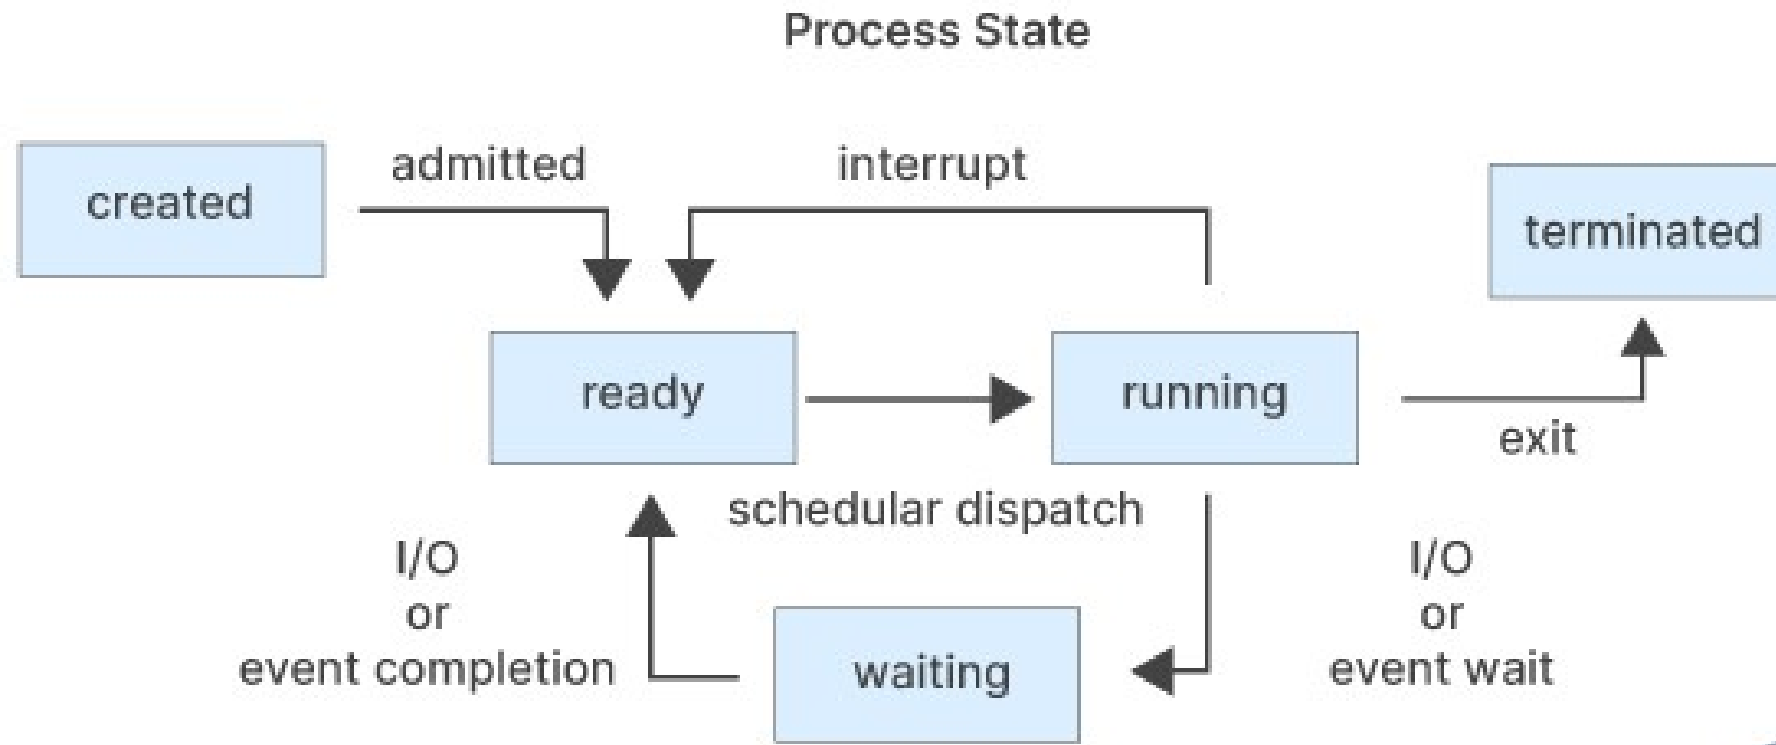 Process State
created
admitted
interrupt
terminated
ready
running
exit
schedular dispatch
I/O
or
event completion
waiting
I/O
or
event wait